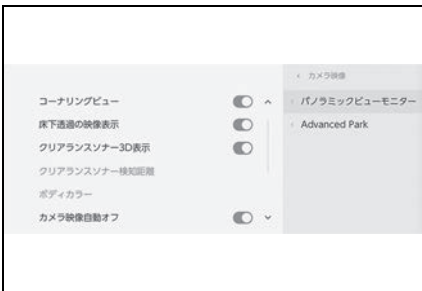 コーナリングビュー
床下透過の映像表示
クリアランスソナー3D表示
クリアランスソナー検知距離
ボディカラー
カメラ映像自動オフ
カメラ映像
パノラミックビューモニター
Advanced Park